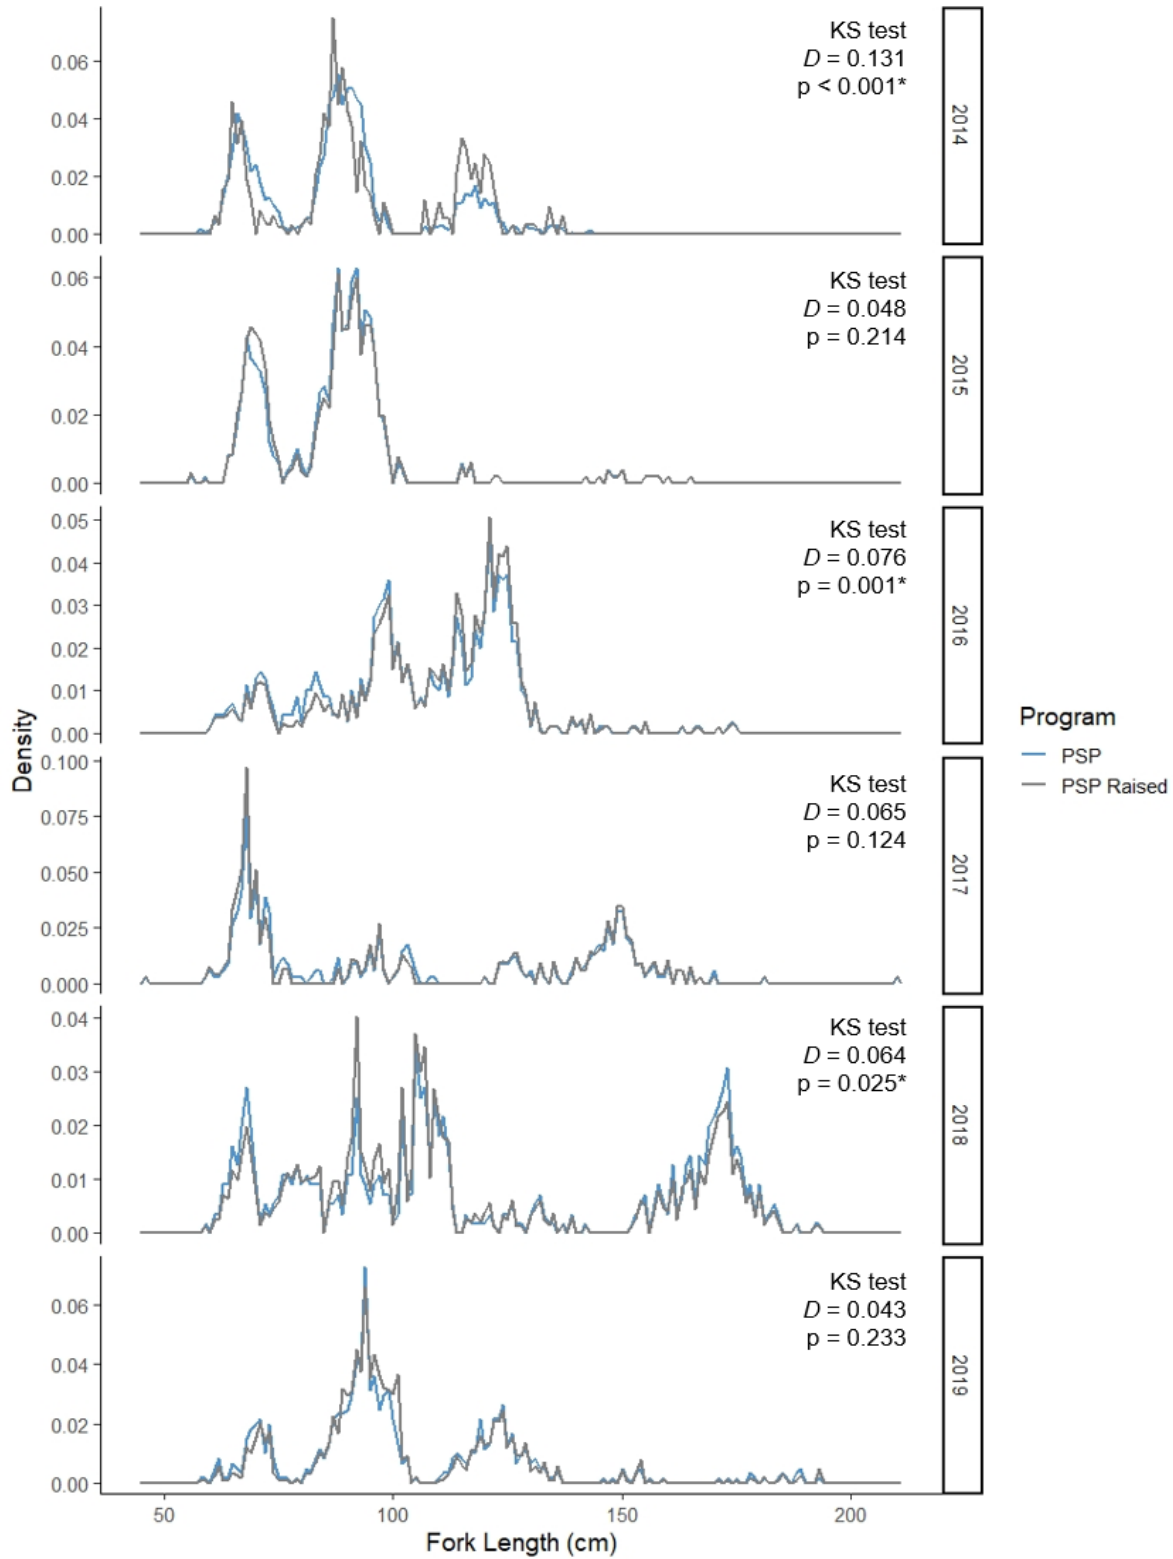 KS test
D = 0.131
p < 0.001*
0.06
0.04
0.02
0.00
2014
KS test
D = 0.048
p = 0.214
0.06
0.04
0.02
0.00
2015
KS test
D = 0.076
p = 0.001*
0.05
0.04
0.03
0.02
0.01
0.00
2016
KS test
D = 0.065
p = 0.124
0.100
0.075
0.050
0.025
0.000
2017
KS test
D = 0.064
p = 0.025*
0.04
0.03
0.02
0.01
0.00
2018
KS test
D = 0.043
p = 0.233
0.06
0.04
0.02
0.00
2019
Density
50 100 150 200
Fork Length (cm)
Program
PSP
PSP Raised